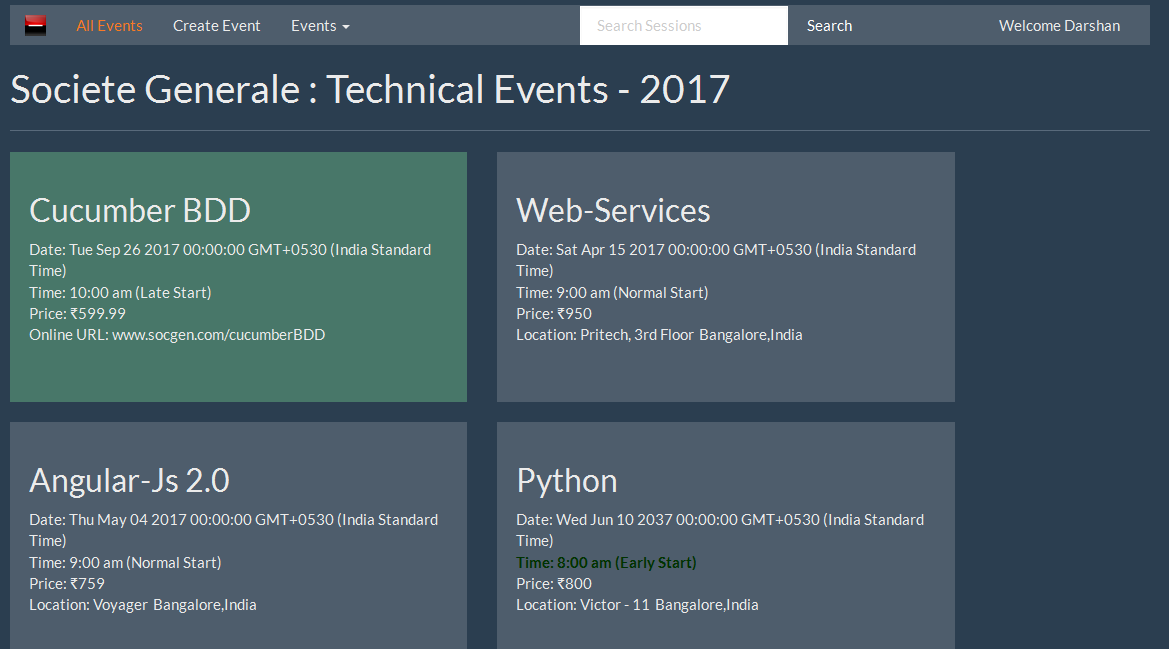 All Events Create Event Events Search Sessions Search Welcome Darshan
Societe Generale : Technical Events - 2017
Cucumber BDD
Date: Tue Sep 26 2017 00:00:00 GMT+0530 (India Standard
Time)
Time: 10:00 am (Late Start)
Price: ₹599.99
Online URL: www.socgen.com/cucumberBDD
Web-Services
Date: Sat Apr 15 2017 00:00:00 GMT+0530 (India Standard
Time)
Time: 9:00 am (Normal Start)
Price: ₹950
Location: Pritech, 3rd Floor Bangalore,India
Angular-Js 2.0
Date: Thu May 04 2017 00:00:00 GMT+0530 (India Standard
Time)
Time: 9:00 am (Normal Start)
Price: ₹759
Location: Voyager Bangalore,India
Python
Date: Wed Jun 10 2037 00:00:00 GMT+0530 (India Standard
Time)
Time: 8:00 am (Early Start)
Price: ₹800
Location: Victor - 11 Bangalore,India